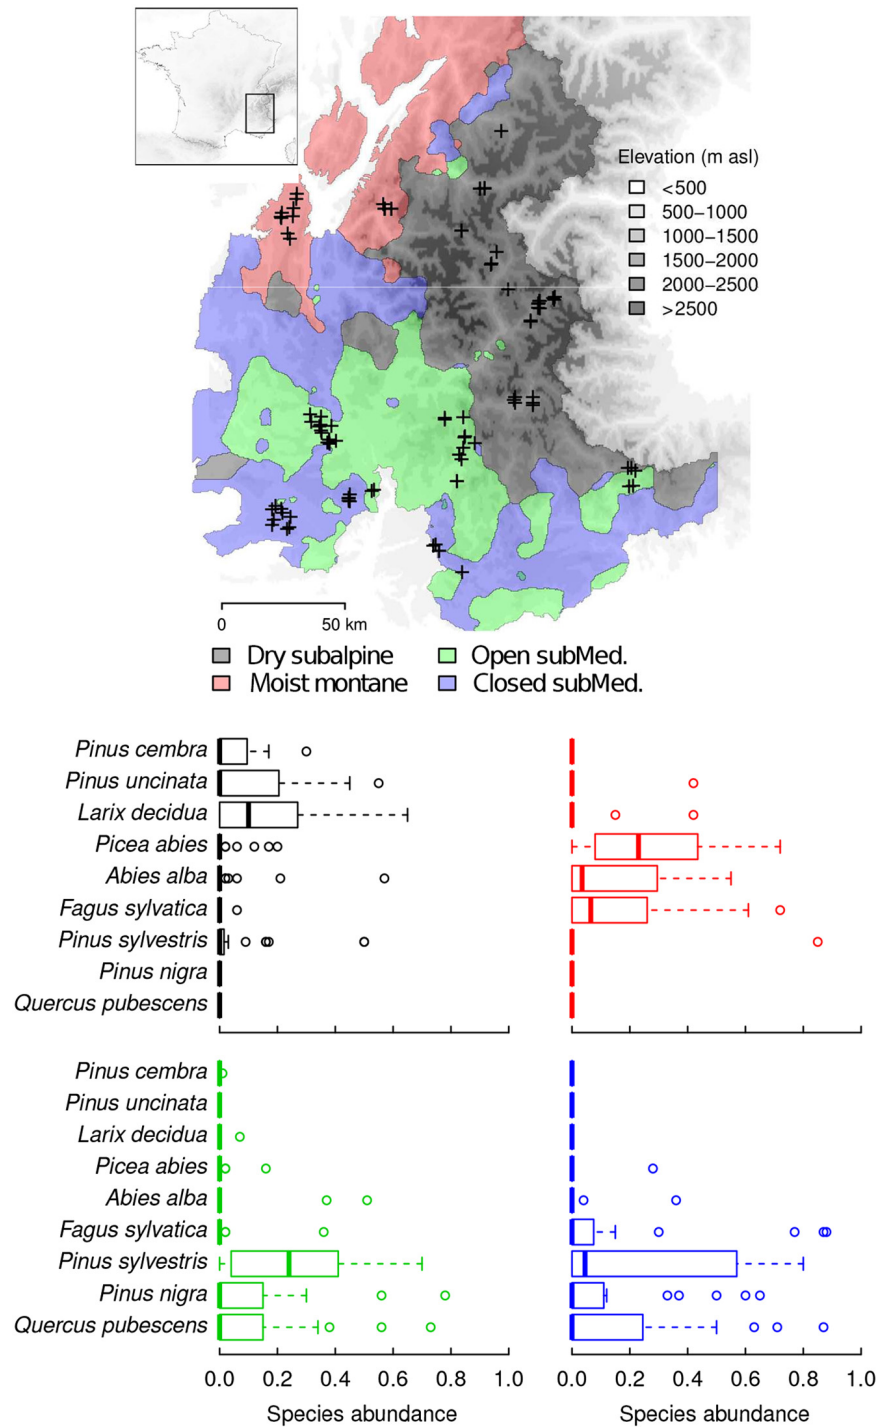 Elevation (m asl)
<500
500–1000
1000–1500
1500–2000
2000–2500
>2500
0 50 km
Dry subalpine Open subMed.
Moist montane Closed subMed.
Pinus cembra
Pinus uncinata
Larix decidua
Picea abies
Abies alba
Fagus sylvatica
Pinus sylvestris
Pinus nigra
Quercus pubescens
Pinus cembra
Pinus uncinata
Larix decidua
Picea abies
Abies alba
Fagus sylvatica
Pinus sylvestris
Pinus nigra
Quercus pubescens
0.0 0.2 0.4 0.6 0.8 1.0 0.0 0.2 0.4 0.6 0.8 1.0
Species abundance Species abundance